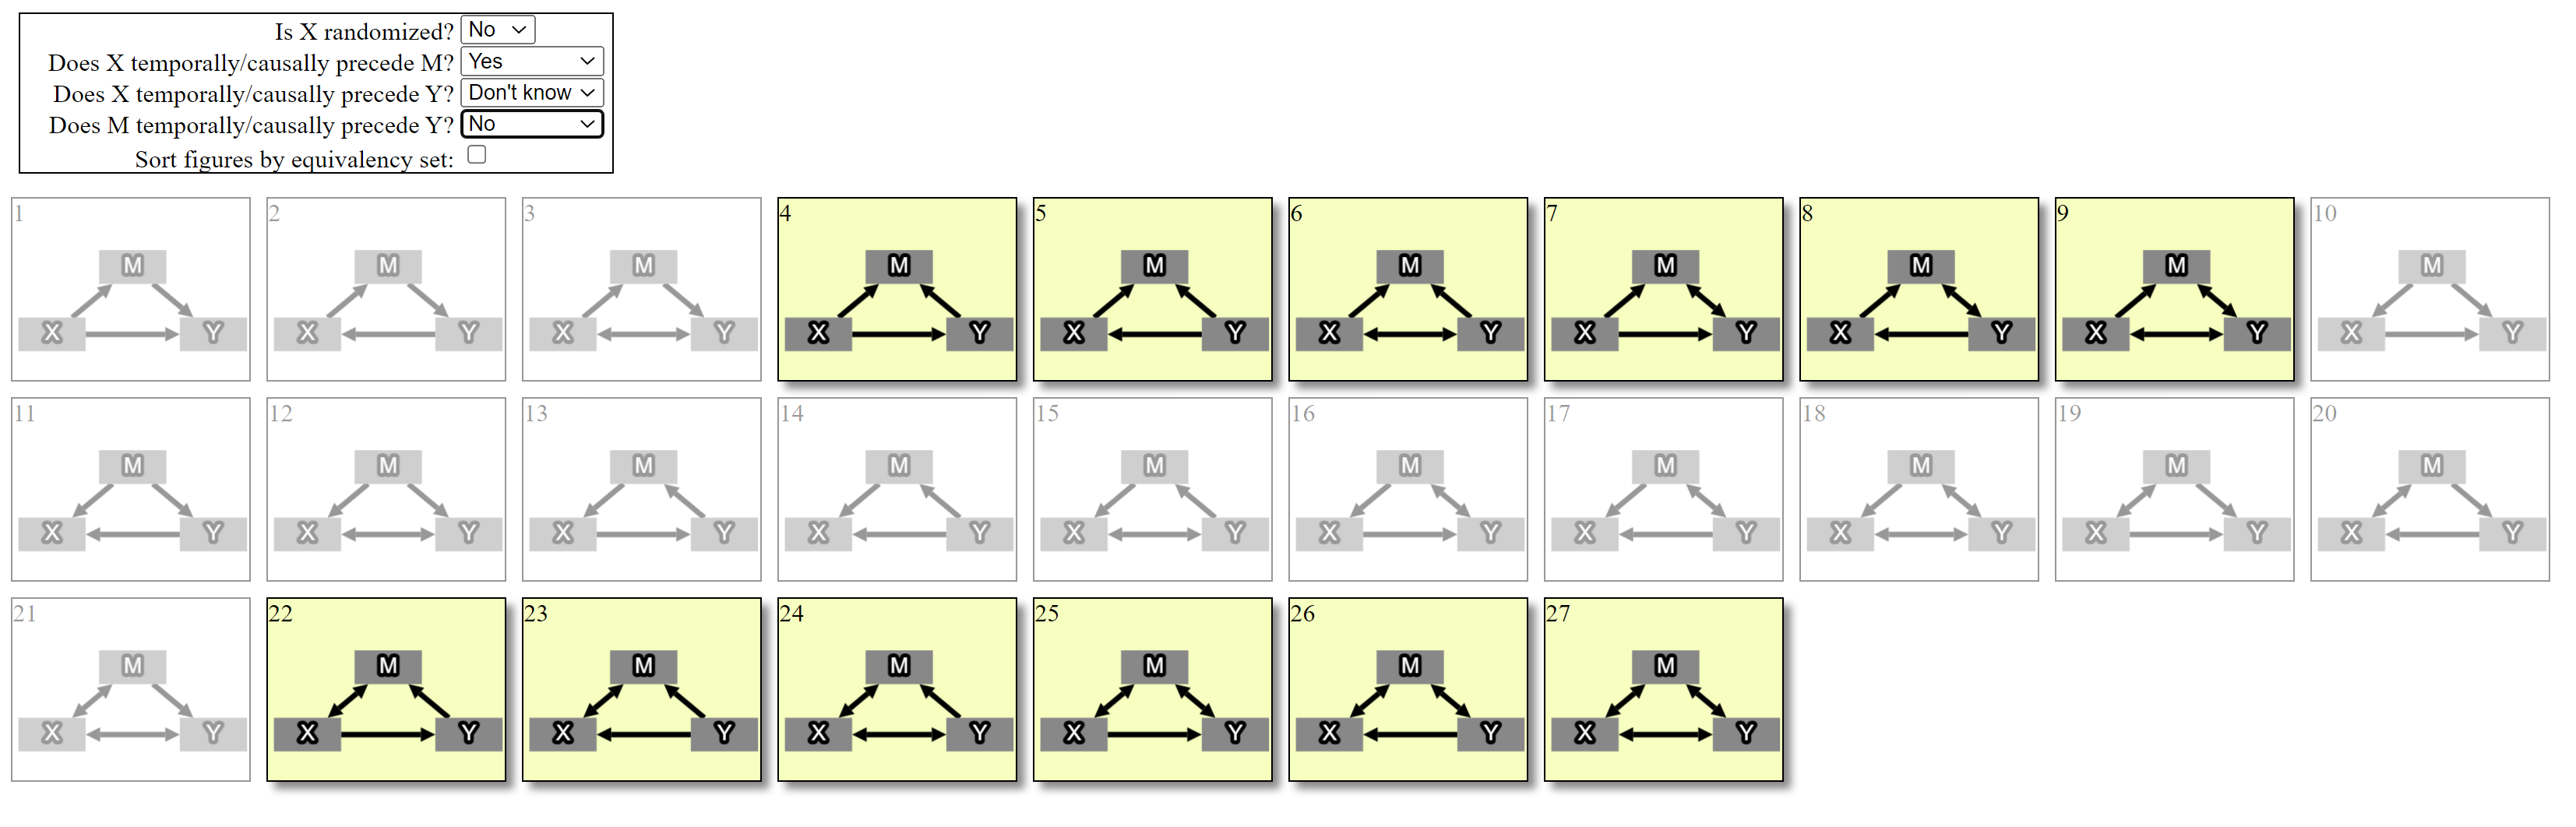 Is X randomized? No
Does X temporally/causally precede M? Yes
Does X temporally/causally precede Y? Don't know
Does M temporally/causally precede Y? No
Sort figures by equivalency set:
1 2 3 4 5 6 7 8 9 10
M M M M M M M M M M
X Y X Y X Y X Y X Y X Y X Y X Y X Y X Y
11 12 13 14 15 16 17 18 19 20
M M M M M M M M M M
X Y X Y X Y X Y X Y X Y X Y X Y X Y X Y
21 22 23 24 25 26 27
M M M M M M M
X Y X Y X Y X Y X Y X Y X Y